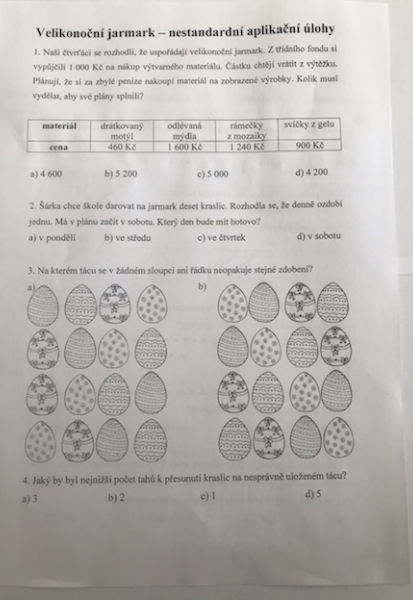 Velikonoční jarmark – nestandardní aplikační úlohy
1. Naši čtvrťáci se rozhodli, že uspořádají velikonoční jarmark. Z třídního fondu si
vypůjčili 1 000 Kč na nákup výtvarného materiálu. Částku chtějí vrátit z výtěžku.
Plánují, že si za zbylé peníze nakoupí materiál na zobrazené výrobky. Kolik musí
vydělat, aby své plány splnili?
materiál drátkovaný motýl odlévaná mýdla rámečky z mozaiky svíčky z gelu
cena 460 Kč 1 600 Kč 1 240 Kč 900 Kč
a) 4 600 b) 5 200 c) 5 000 d) 4 200
2. Šárka chce škole darovat na jarmark deset kraslic. Rozhodla se, že denně ozdobí
jednu. Má v plánu začít v sobotu. Který den bude mít hotovo?
a) v pondělí b) ve středu c) ve čtvrtek d) v sobotu
3. Na kterém tácu se v žádném sloupci ani řádku neopakuje stejné zdobení?
a) b)
4. Jaký by byl nejnižší počet tahů k přesunutí kraslic na nesprávně uloženém tácu?
a) 3 b) 2 c) 1 d) 5